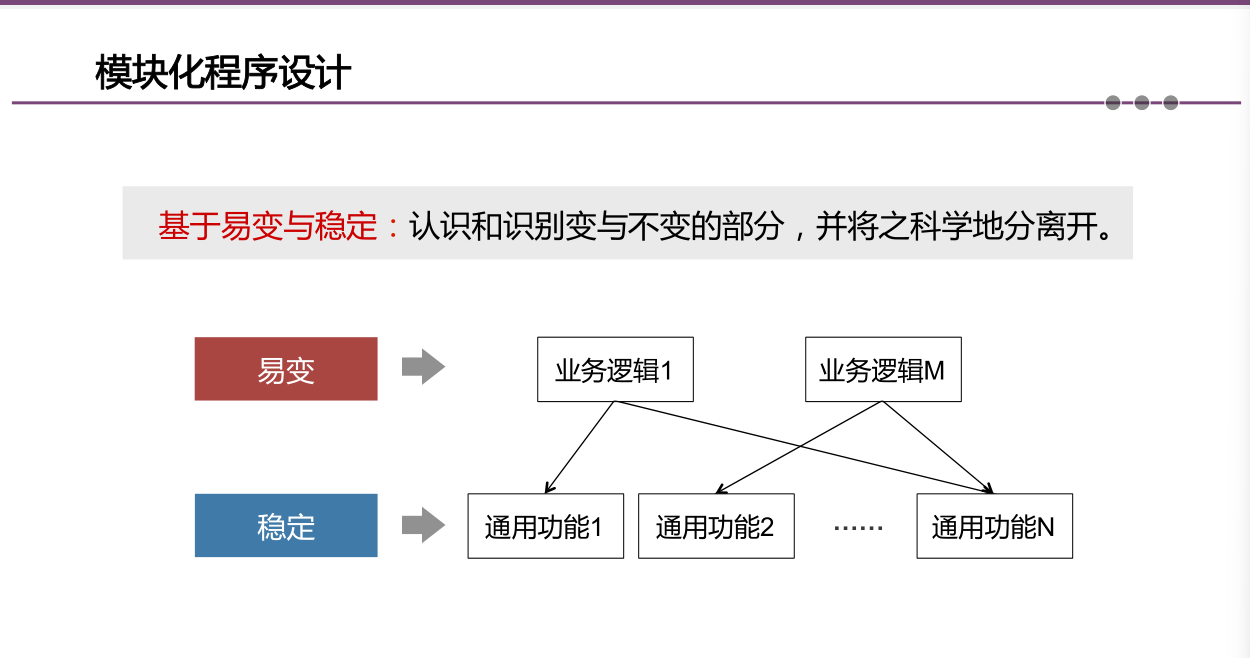 模块化程序设计
基于易变与稳定：认识和识别变与不变的部分，并将之科学地分离开。
易变
业务逻辑1
业务逻辑M
稳定
通用功能1
通用功能2
……
通用功能N